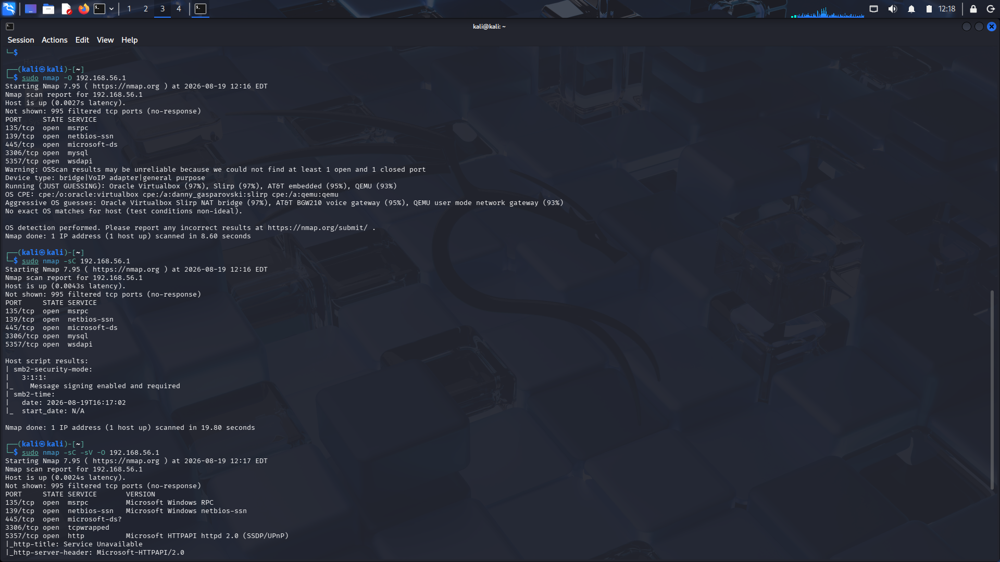 1 2 3 4 12:18
kali@kali: ~
Session Actions Edit View Help
└─$
Home
┌──(kali㉿kali)-[~]
└─$ sudo nmap -O 192.168.56.1
Starting Nmap 7.95 ( https://nmap.org ) at 2026-08-19 12:16 EDT
Nmap scan report for 192.168.56.1
Host is up (0.0027s latency).
Not shown: 995 filtered tcp ports (no-response)
PORT     STATE SERVICE
135/tcp  open  msrpc
139/tcp  open  netbios-ssn
445/tcp  open  microsoft-ds
3306/tcp open  mysql
5357/tcp open  wsdapi
Warning: OSScan results may be unreliable because we could not find at least 1 open and 1 closed port
Device type: bridge|VoIP adapter|general purpose
Running (JUST GUESSING): Oracle Virtualbox (97%), Slirp (97%), AT&T embedded (95%), QEMU (93%)
OS CPE: cpe:/o:oracle:virtualbox cpe:/a:danny_gasparovski:slirp cpe:/a:qemu:qemu
Aggressive OS guesses: Oracle Virtualbox Slirp NAT bridge (97%), AT&T BGW210 voice gateway (95%), QEMU user mode network gateway (93%)
No exact OS matches for host (test conditions non-ideal).
OS detection performed. Please report any incorrect results at https://nmap.org/submit/ .
Nmap done: 1 IP address (1 host up) scanned in 8.60 seconds
┌──(kali㉿kali)-[~]
└─$ sudo nmap -sC 192.168.56.1
Starting Nmap 7.95 ( https://nmap.org ) at 2026-08-19 12:16 EDT
Nmap scan report for 192.168.56.1
Host is up (0.0043s latency).
Not shown: 995 filtered tcp ports (no-response)
PORT     STATE SERVICE
135/tcp  open  msrpc
139/tcp  open  netbios-ssn
445/tcp  open  microsoft-ds
3306/tcp open  mysql
5357/tcp open  wsdapi
Host script results:
| smb2-security-mode:
|   3:1:1:
|_    Message signing enabled and required
| smb2-time:
|   date: 2026-08-19T16:17:02
|_  start_date: N/A
Nmap done: 1 IP address (1 host up) scanned in 19.80 seconds
┌──(kali㉿kali)-[~]
└─$ sudo nmap -sC -sV -O 192.168.56.1
Starting Nmap 7.95 ( https://nmap.org ) at 2026-08-19 12:17 EDT
Nmap scan report for 192.168.56.1
Host is up (0.0024s latency).
Not shown: 995 filtered tcp ports (no-response)
PORT     STATE SERVICE       VERSION
135/tcp  open  msrpc         Microsoft Windows RPC
139/tcp  open  netbios-ssn   Microsoft Windows netbios-ssn
445/tcp  open  microsoft-ds?
3306/tcp open  tcpwrapped
5357/tcp open  http          Microsoft HTTPAPI httpd 2.0 (SSDP/UPnP)
|_http-title: Service Unavailable
|_http-server-header: Microsoft-HTTPAPI/2.0